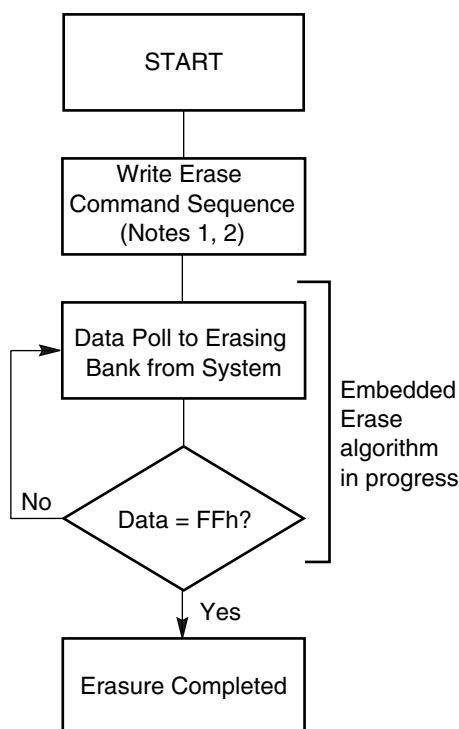 START
Write Erase
Command Sequence
(Notes 1, 2)
Data Poll to Erasing
Bank from System
Embedded
Erase
algorithm
in progress
No
Data = FFh?
Yes
Erasure Completed